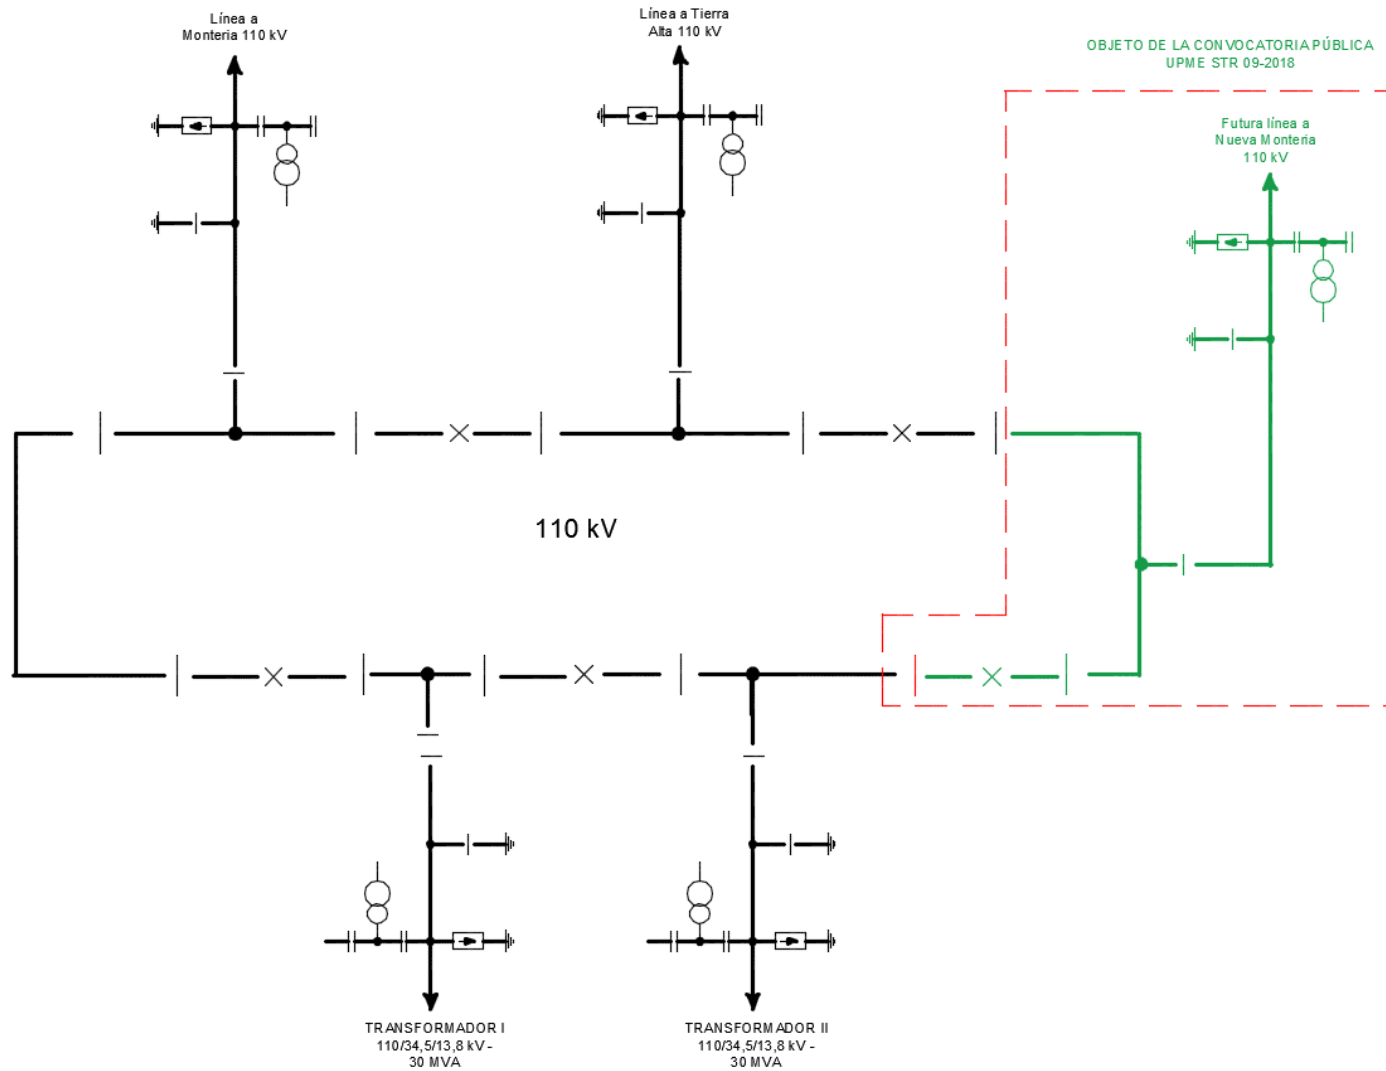 Línea a
Monteria 110 kV
Línea a Tierra
Alta 110 kV
OBJETO DE LA CONVOCATORIA PÚBLICA
UPME STR 09-2018
Futura línea a
Nueva Monteria
110 kV
110 kV
TRANSFORMADOR I
110/34,5/13,8 kV -
30 MVA
TRANSFORMADOR II
110/34,5/13,8 kV -
30 MVA